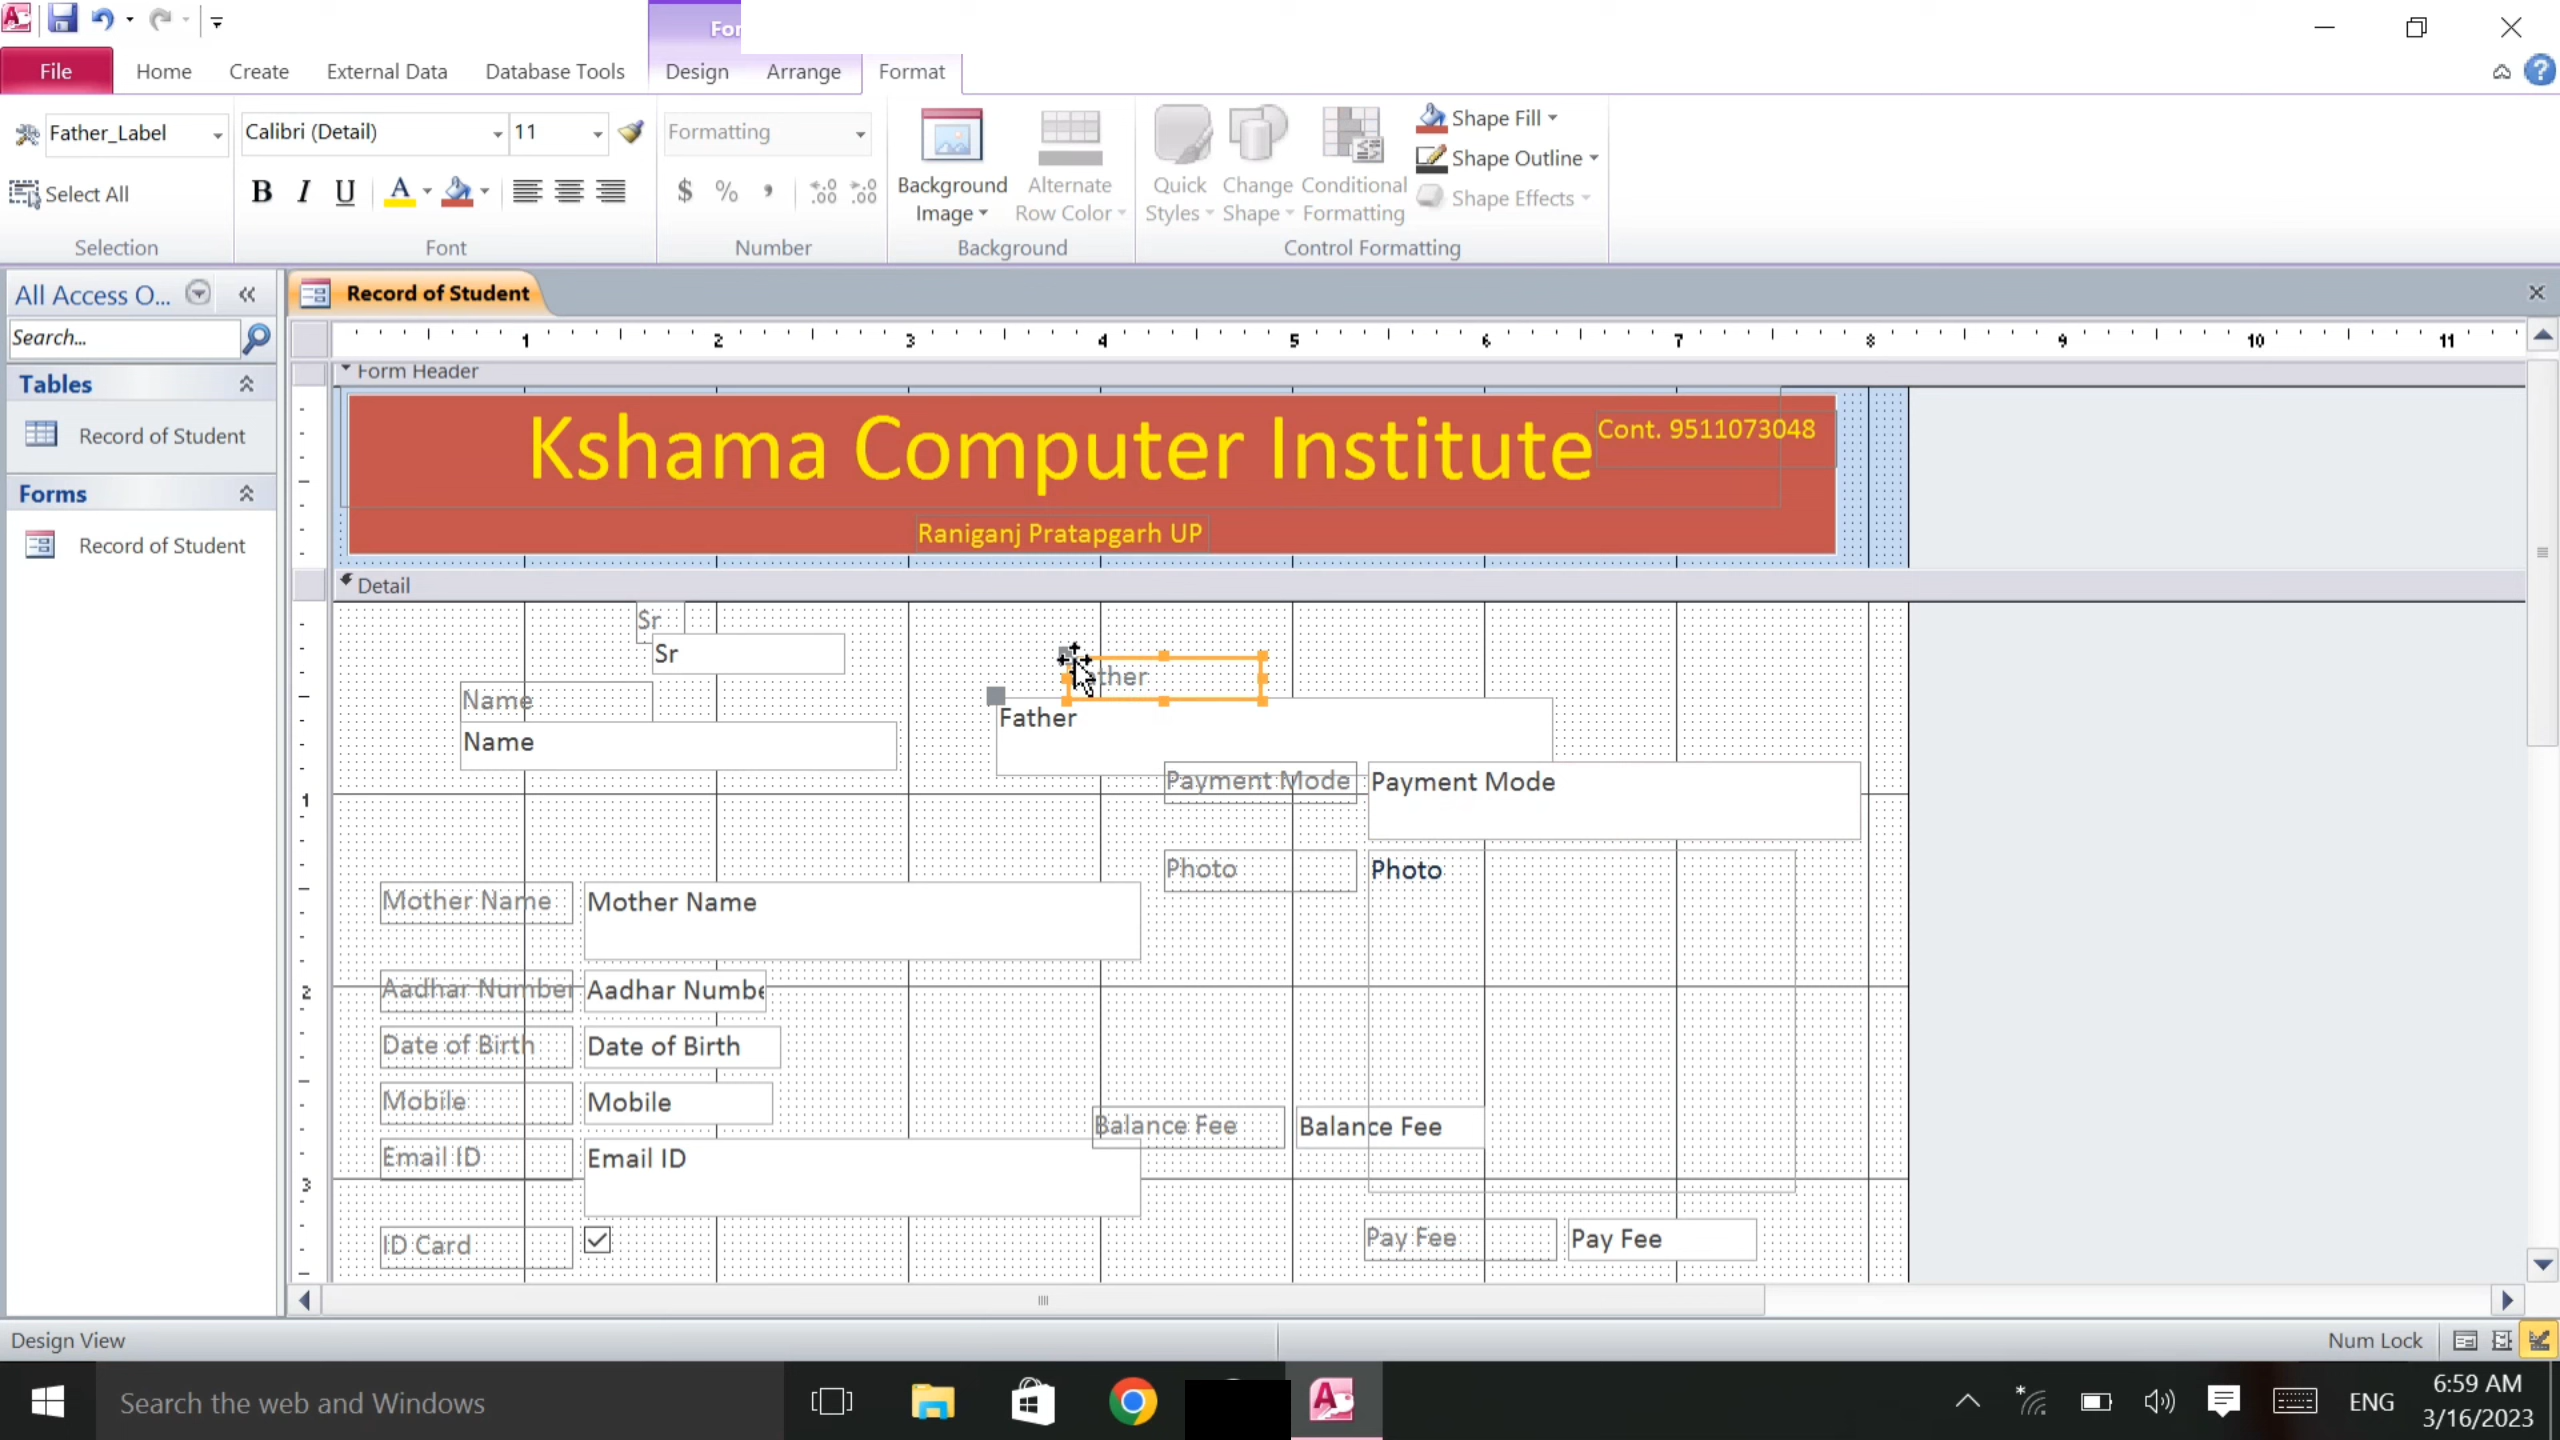 For
File
Home
Create
External Data
Database Tools
Design
Arrange
Format
Father_Label
Calibri (Detail)
11
Formatting
Select All
B I U A
$ % ,
Background Image
Alternate Row Color
Quick Styles
Change Shape
Conditional Formatting
Shape Fill
Shape Outline
Shape Effects
Selection
Font
Number
Background
Control Formatting
All Access O...
Search...
Tables
Record of Student
Forms
Record of Student
Record of Student
1 2 3 4 5 6 7 8 9 10 11
Form Header
Kshama Computer Institute
Cont. 9511073048
Raniganj Pratapgarh UP
Detail
Sr
Sr
ther
Name
Name
Father
Payment Mode
Payment Mode
1
Photo
Photo
Mother Name
Mother Name
Aadhar Number
Aadhar Numbe
2
Date of Birth
Date of Birth
Mobile
Mobile
Balance Fee
Balance Fee
Email ID
Email ID
3
ID Card
Pay Fee
Pay Fee
Design View
Num Lock
Search the web and Windows
ENG
6:59 AM
3/16/2023